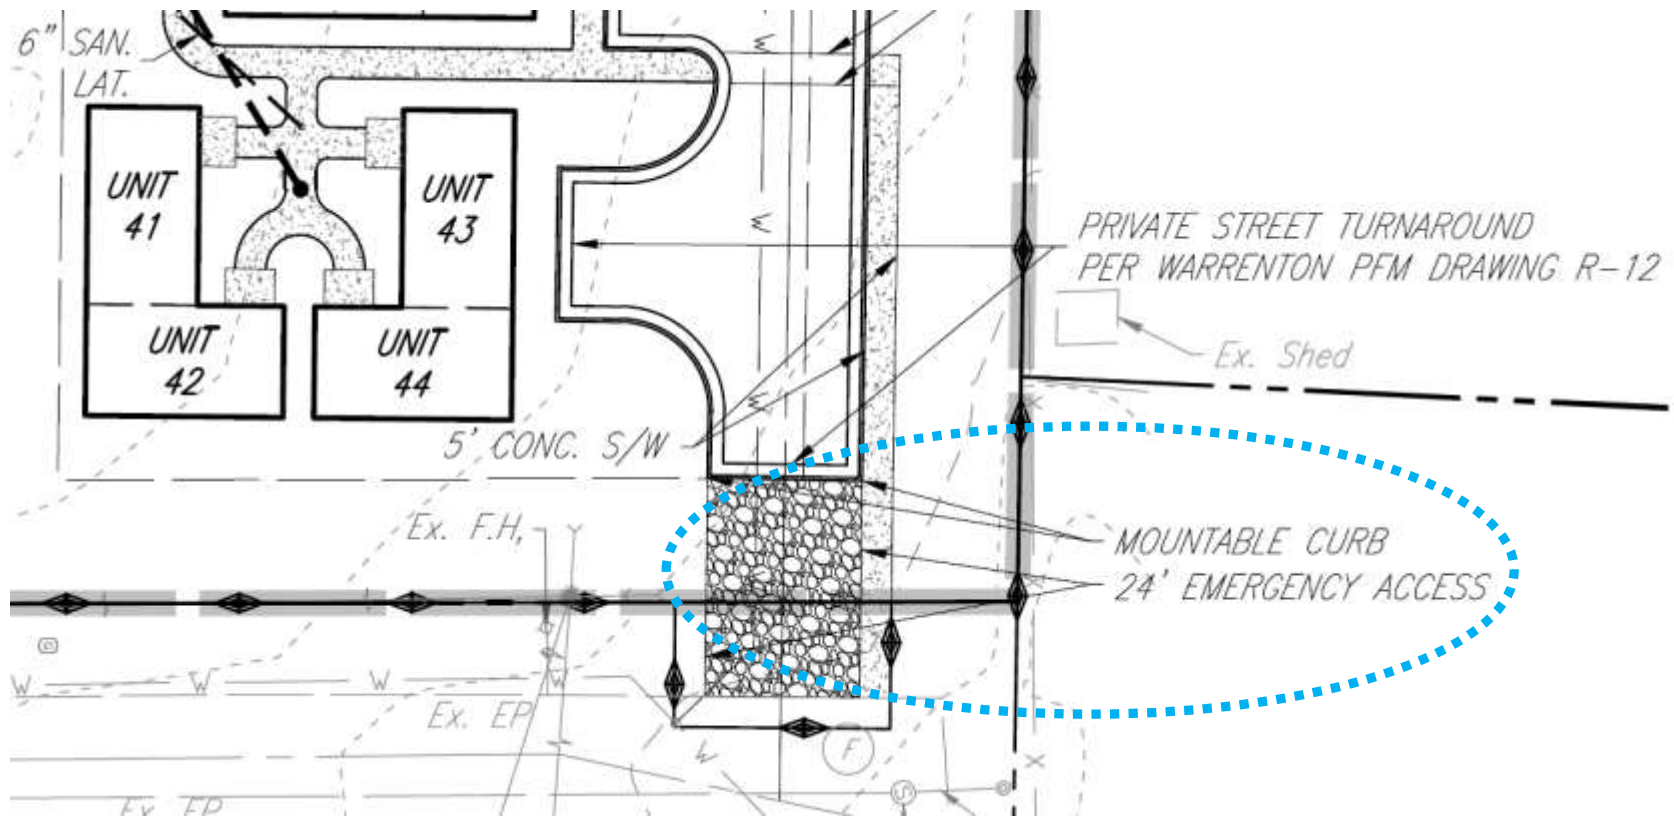 6" SAN.
LAT.
W
UNIT
41
UNIT
43
W
PRIVATE STREET TURNAROUND
PER WARRENTON PFM DRAWING R-12
UNIT
42
UNIT
44
Ex. Shed
W
5' CONC. S/W
Ex. F.H,
MOUNTABLE CURB
24' EMERGENCY ACCESS
W W W W
Ex. EP
W
F
X
S
Ex. EP